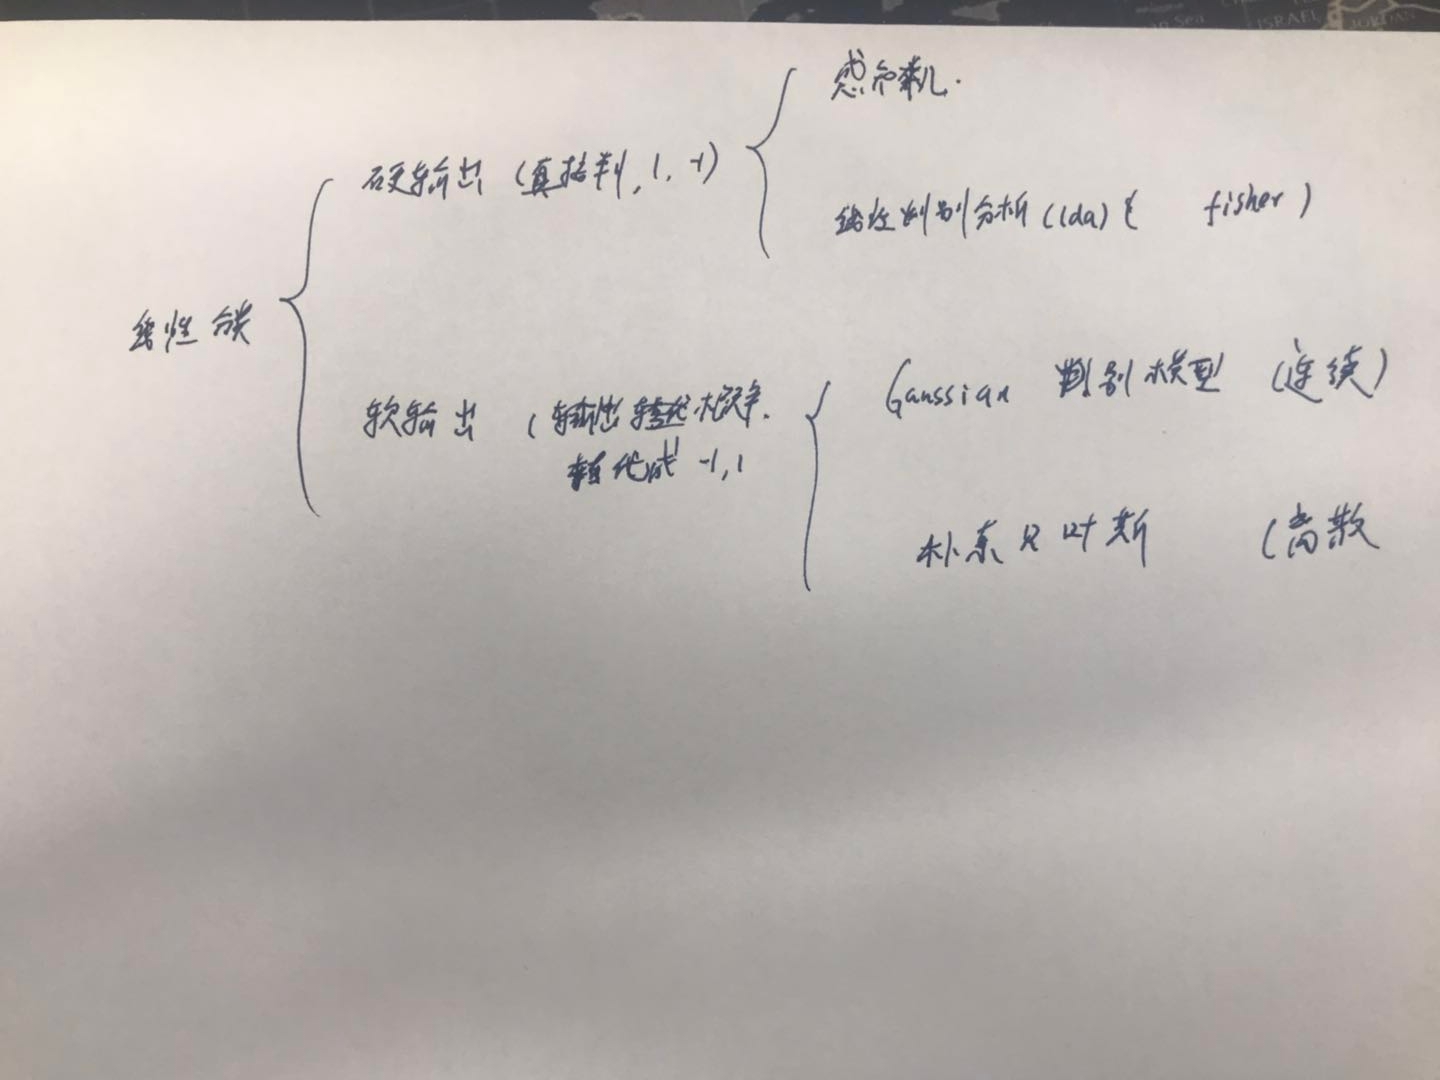 感知机.
硬输出 (直接判, 1, -1)
线性判别分析 (lda) { fisher )
线性分类
Gaussian 判别模型 (连续)
软输出 (输出转化概率.
转化成 -1, 1
朴素贝叶斯 (离散
Sea
ISRAEL
JORDAN